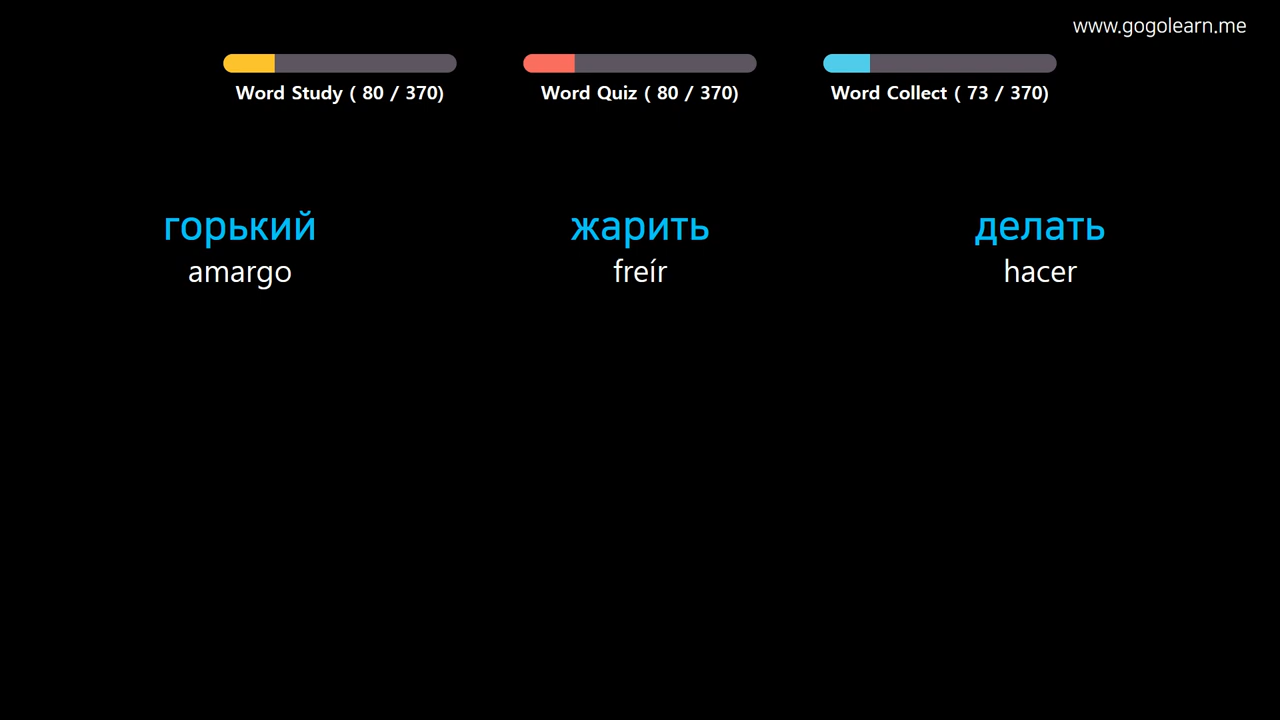 www.gogolearn.me
Word Study ( 80 / 370) Word Quiz ( 80 / 370) Word Collect ( 73 / 370)
горький жарить делать
amargo freír hacer